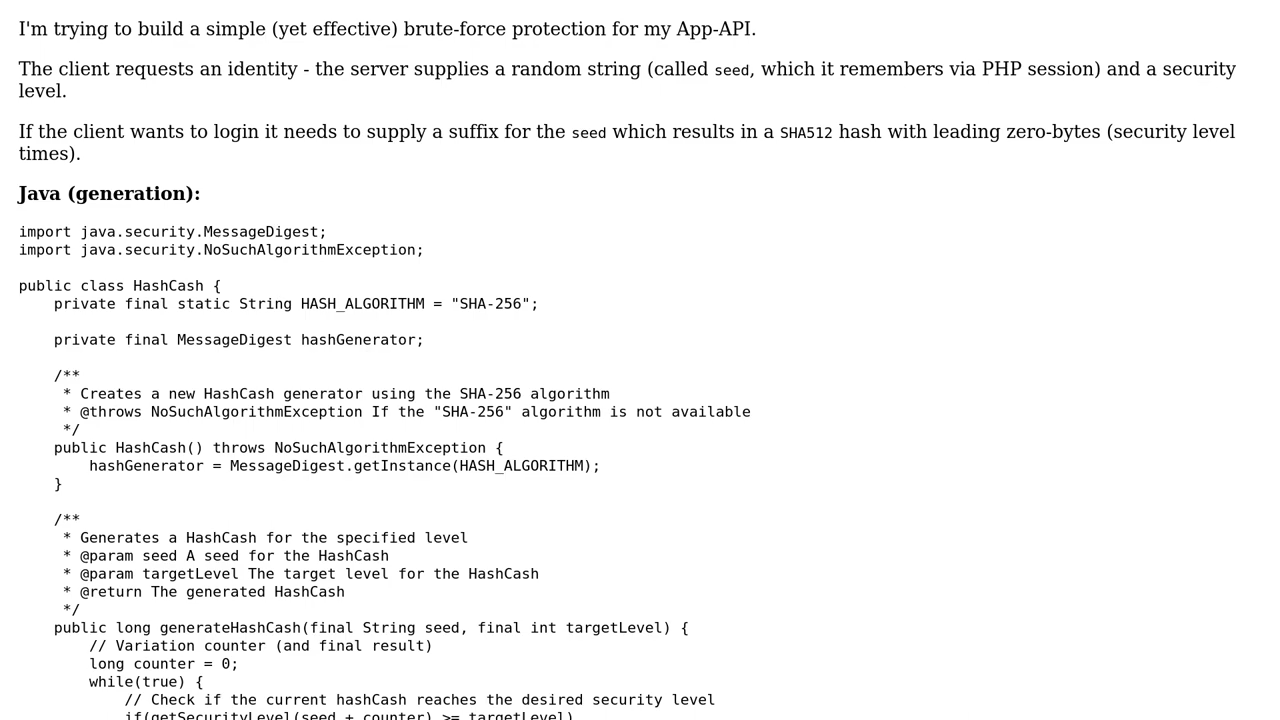 I'm trying to build a simple (yet effective) brute-force protection for my App-API.
The client requests an identity - the server supplies a random string (called seed, which it remembers via PHP session) and a security
level.
If the client wants to login it needs to supply a suffix for the seed which results in a SHA512 hash with leading zero-bytes (security level
times).
Java (generation):
import java.security.MessageDigest;
import java.security.NoSuchAlgorithmException;
public class HashCash {
    private final static String HASH_ALGORITHM = "SHA-256";
    private final MessageDigest hashGenerator;
    /**
     * Creates a new HashCash generator using the SHA-256 algorithm
     * @throws NoSuchAlgorithmException If the "SHA-256" algorithm is not available
     */
    public HashCash() throws NoSuchAlgorithmException {
        hashGenerator = MessageDigest.getInstance(HASH_ALGORITHM);
    }
    /**
     * Generates a HashCash for the specified level
     * @param seed A seed for the HashCash
     * @param targetLevel The target level for the HashCash
     * @return The generated HashCash
     */
    public long generateHashCash(final String seed, final int targetLevel) {
        // Variation counter (and final result)
        long counter = 0;
        while(true) {
            // Check if the current hashCash reaches the desired security level
            if(getSecurityLevel(seed + counter) >= targetLevel)